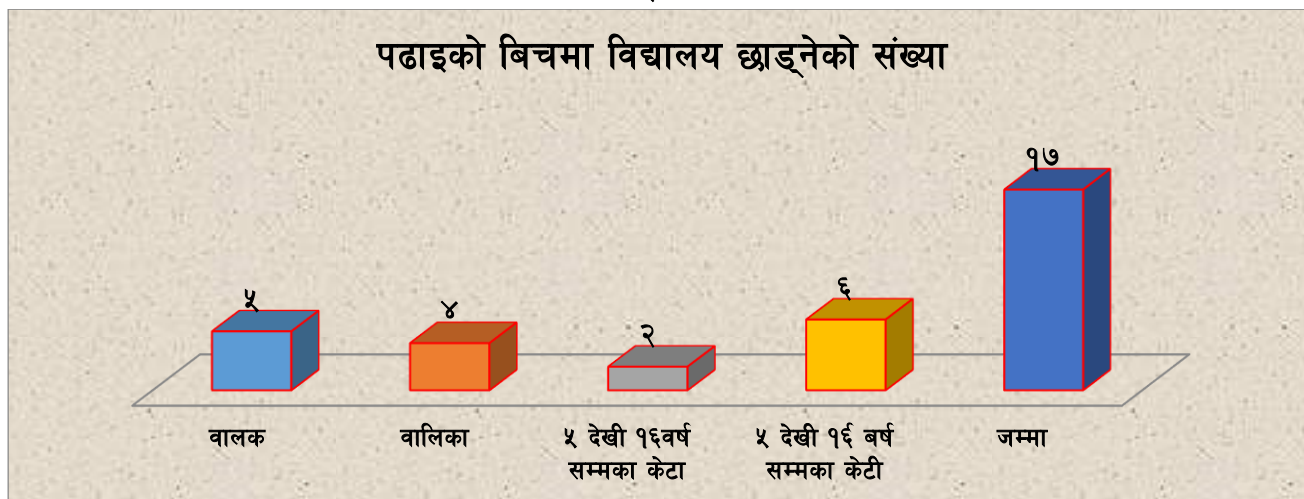 पढाइको बिचमा विद्यालय छाड्नेको संख्या
१७
५
४
२
६
वालक
वालिका
५ देखी १६वर्ष
सम्मका केटा
५ देखी १६ बर्ष
सम्मका केटी
जम्मा